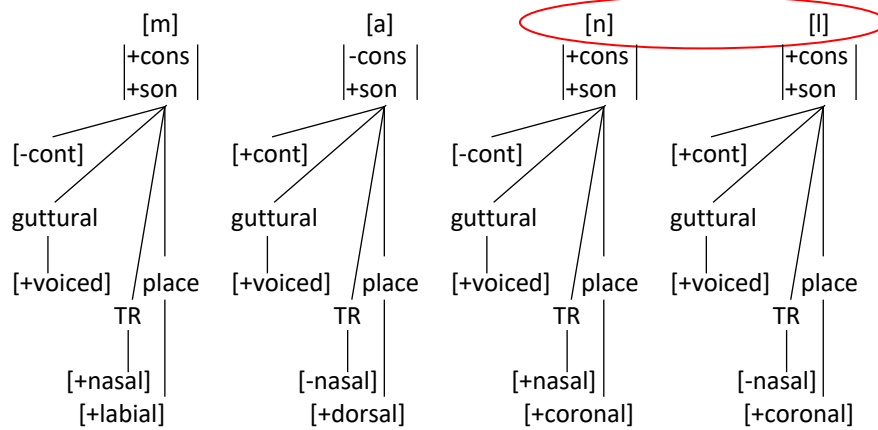 [m] [a] [n] [l]
+cons -cons +cons +cons
+son +son +son +son
[-cont] [+cont] [-cont] [+cont]
guttural guttural guttural guttural
[+voiced] place [+voiced] place [+voiced] place [+voiced] place
TR TR TR TR
[+nasal] [-nasal] [+nasal] [-nasal]
[+labial] [+dorsal] [+coronal] [+coronal]